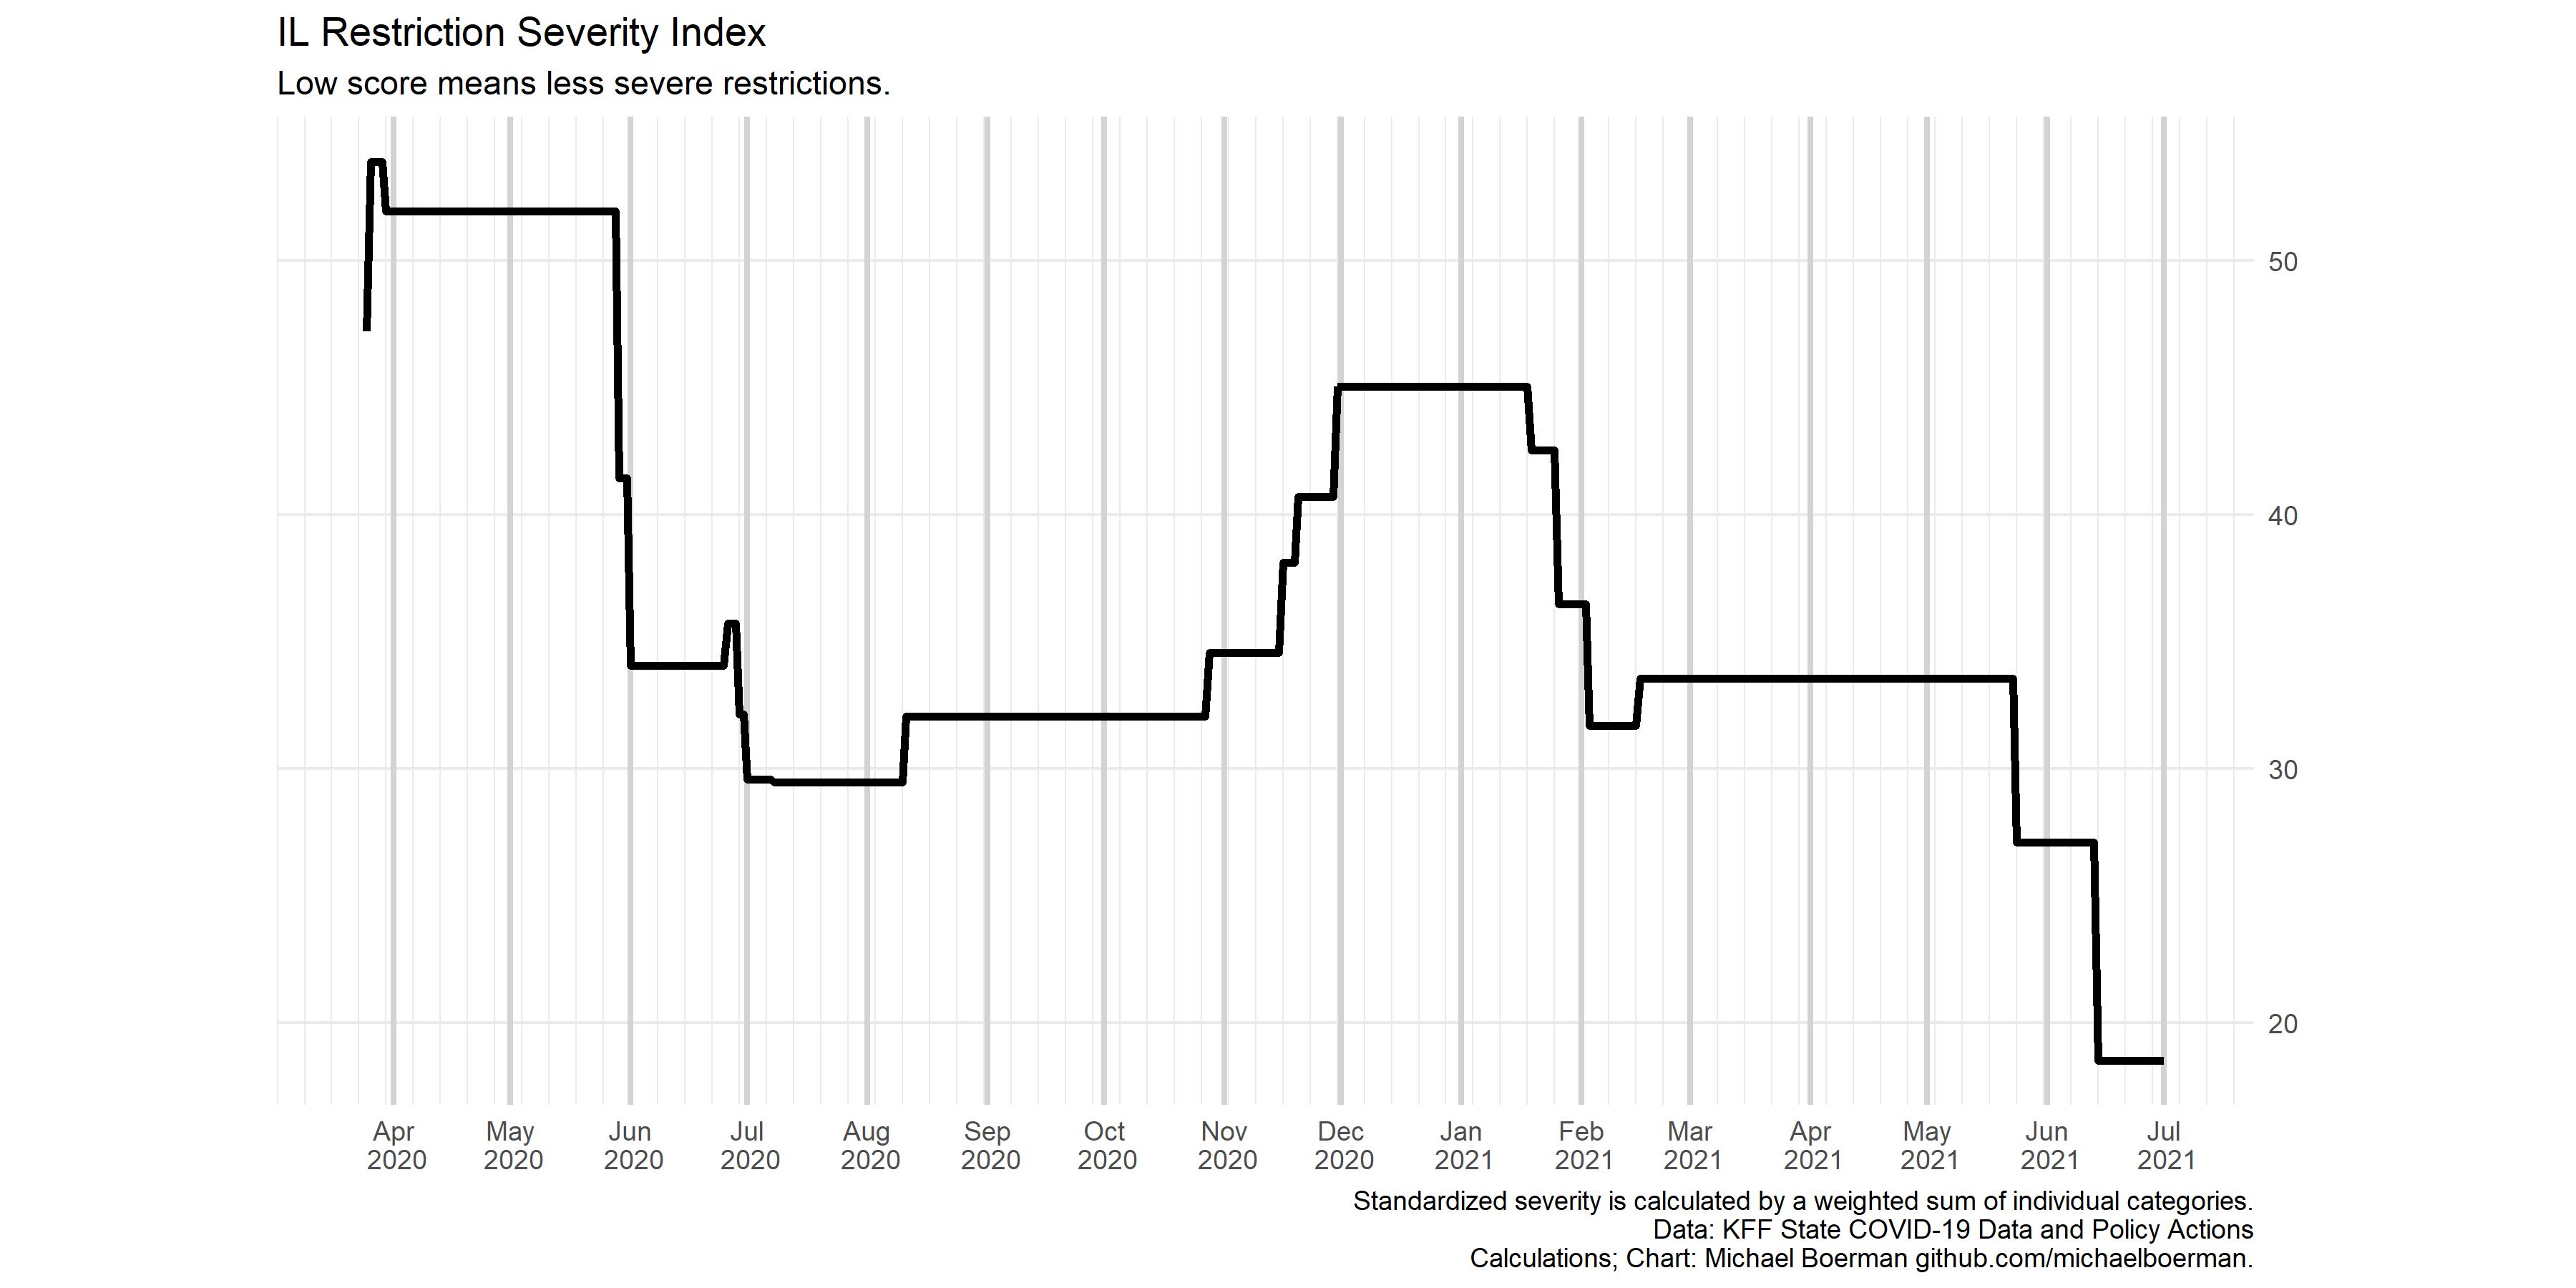 IL Restriction Severity Index
Low score means less severe restrictions.
50
40
30
20
Apr May Jun Jul Aug Sep Oct Nov Dec Jan Feb Mar Apr May Jun Jul
2020 2020 2020 2020 2020 2020 2020 2020 2020 2021 2021 2021 2021 2021 2021 2021
Standardized severity is calculated by a weighted sum of individual categories.
Data: KFF State COVID-19 Data and Policy Actions
Calculations; Chart: Michael Boerman github.com/michaelboerman.